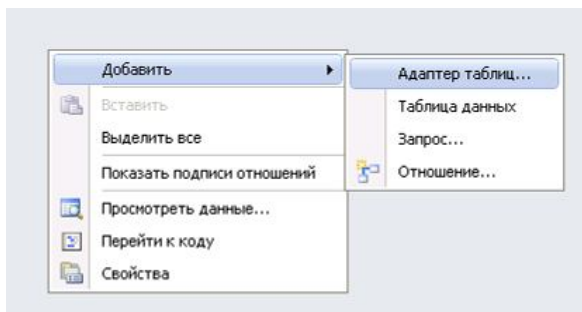 Добавить
Вставить
Выделить все
Показать подписи отношений
Просмотреть данные...
Перейти к коду
Свойства
Адаптер таблиц...
Таблица данных
Запрос...
Отношение...